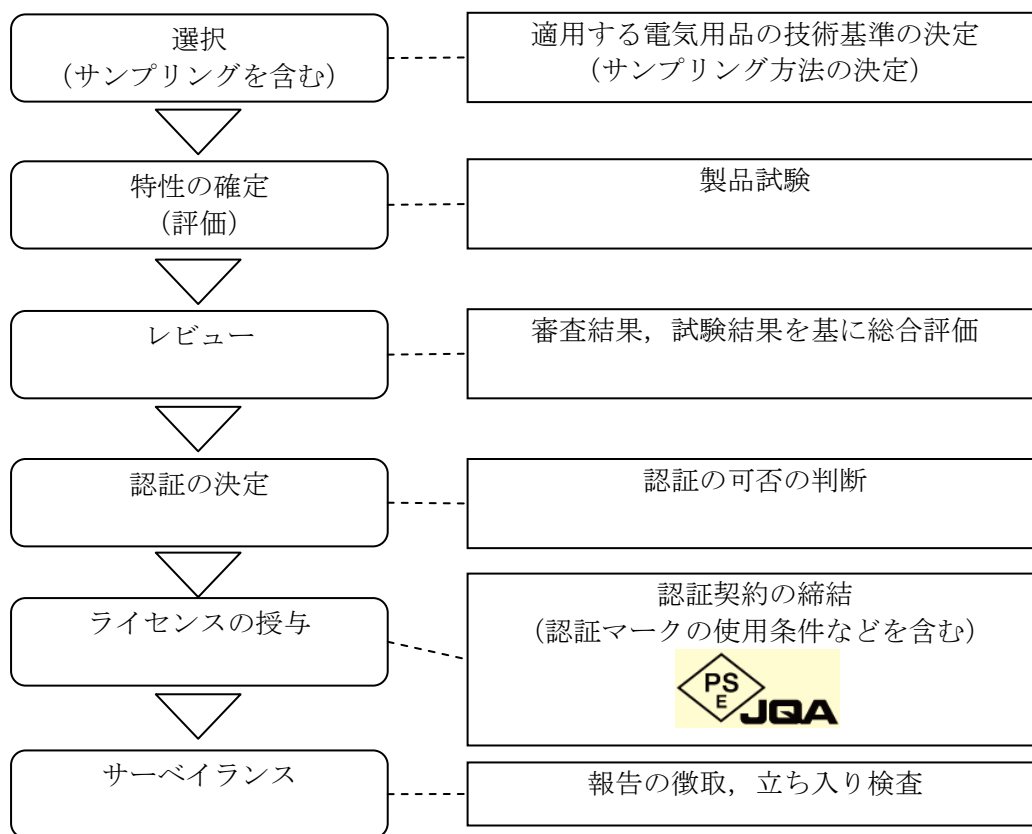 選択
(サンプリングを含む)
適用する電気用品の技術基準の決定
(サンプリング方法の決定)
特性の確定
(評価)
製品試験
レビュー
審査結果，試験結果を基に総合評価
認証の決定
認証の可否の判断
ライセンスの授与
認証契約の締結
(認証マークの使用条件などを含む)
PS
E
JQA
サーベイランス
報告の徴取，立ち入り検査